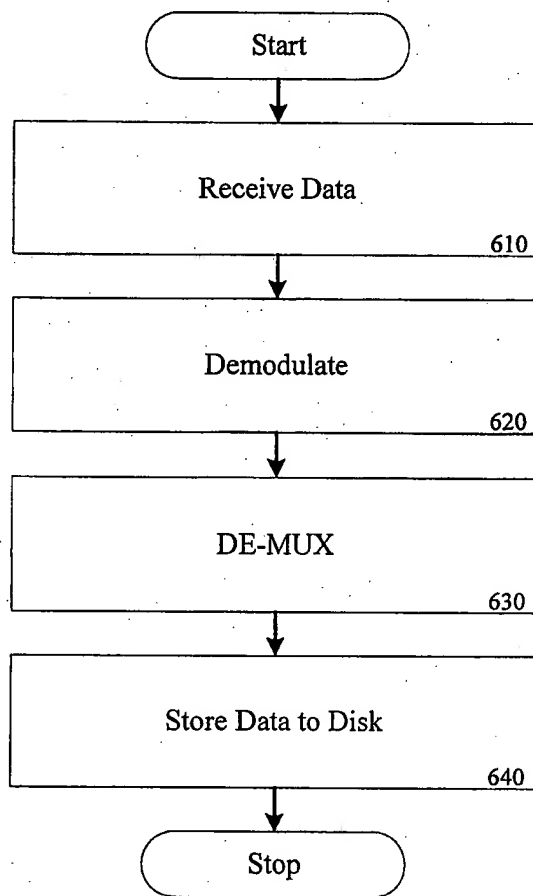 Start
Receive Data
610
Demodulate
620
DE-MUX
630
Store Data to Disk
640
Stop